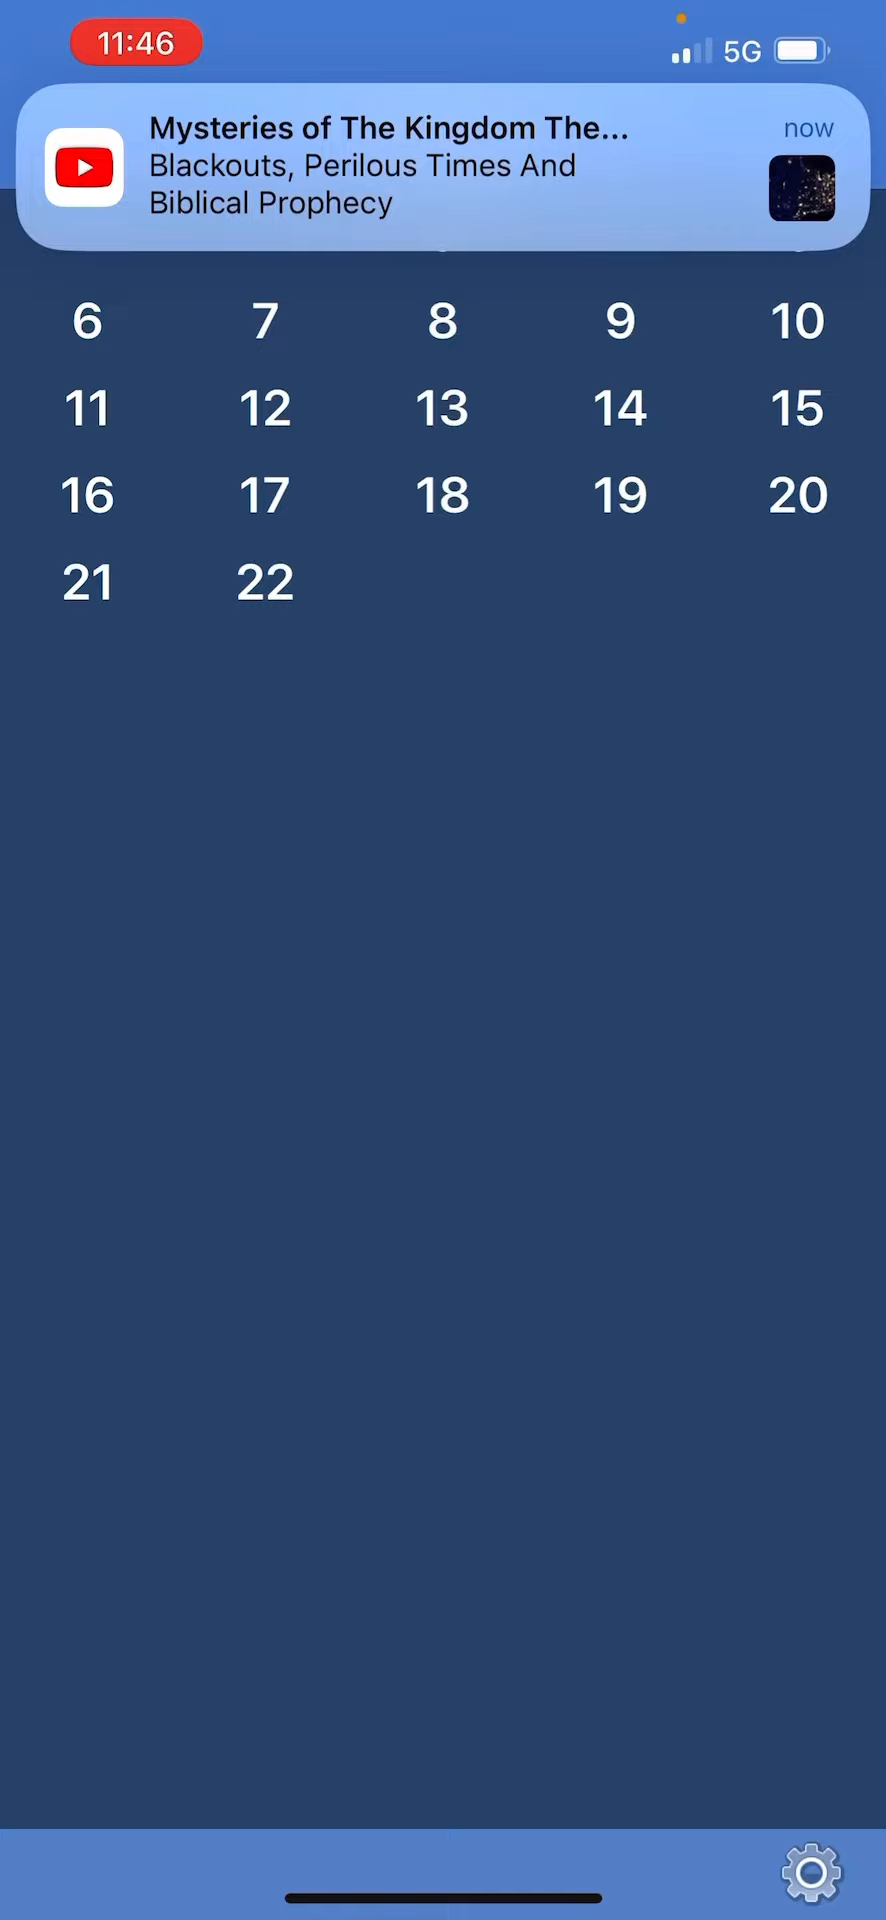 11:46
5G
Mysteries of The Kingdom The...
now
Blackouts, Perilous Times And
Biblical Prophecy
6 7 8 9 10
11 12 13 14 15
16 17 18 19 20
21 22